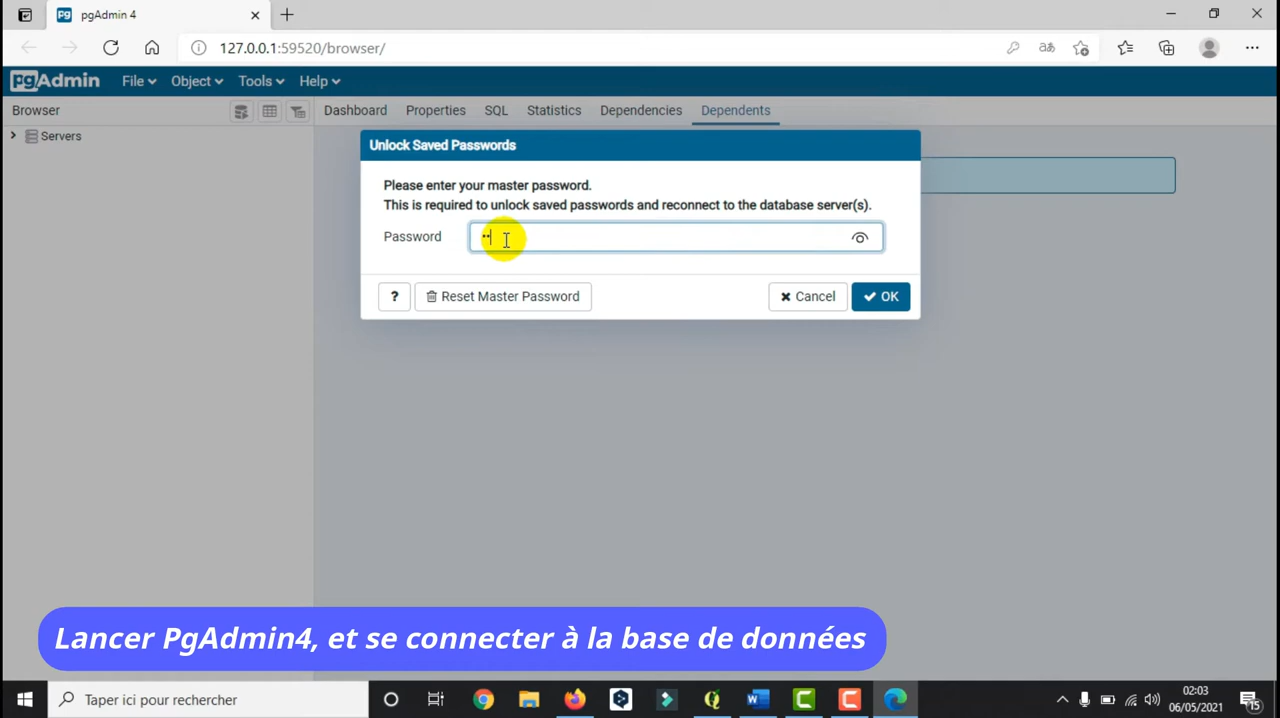 pgAdmin 4
127.0.0.1:59520/browser/
pgAdmin File Object Tools Help
Browser
Dashboard Properties SQL Statistics Dependencies Dependents
Servers
Unlock Saved Passwords
Please enter your master password.
This is required to unlock saved passwords and reconnect to the database server(s).
Password
? Reset Master Password Cancel OK
Lancer PgAdmin4, et se connecter à la base de données
Taper ici pour rechercher
02:03
06/05/2021
15